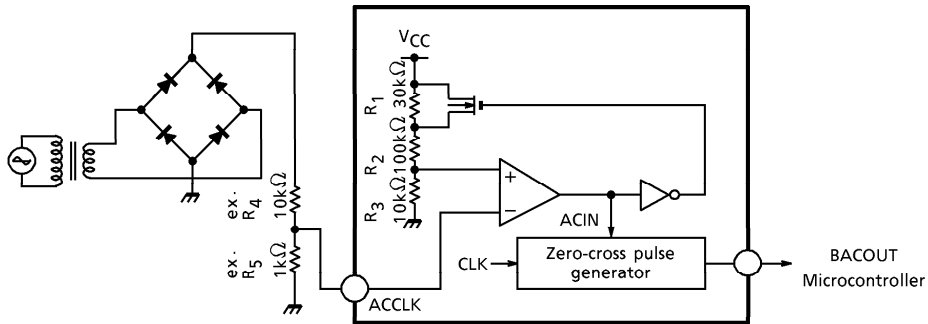 VCC
R1 30kΩ
R2 100kΩ
R3 10kΩ
ex.
R4 10kΩ
ex.
R5 1kΩ
+
−
ACIN
CLK
Zero-cross pulse
generator
ACCLK
BACOUT
Microcontroller